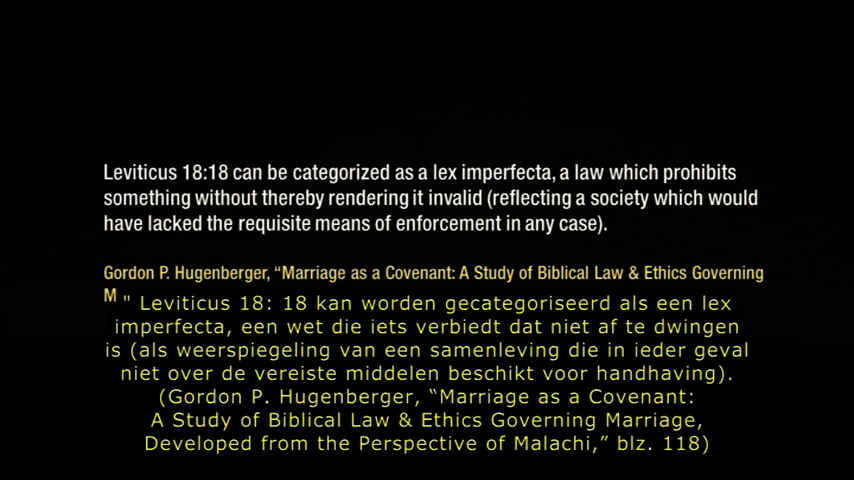 Leviticus 18:18 can be categorized as a lex imperfecta, a law which prohibits
something without thereby rendering it invalid (reflecting a society which would
have lacked the requisite means of enforcement in any case).
Gordon P. Hugenberger, “Marriage as a Covenant: A Study of Biblical Law & Ethics Governing
M
" Leviticus 18: 18 kan worden gecategoriseerd als een lex
imperfecta, een wet die iets verbiedt dat niet af te dwingen
is (als weerspiegeling van een samenleving die in ieder geval
niet over de vereiste middelen beschikt voor handhaving).
(Gordon P. Hugenberger, “Marriage as a Covenant:
A Study of Biblical Law & Ethics Governing Marriage,
Developed from the Perspective of Malachi,” blz. 118)